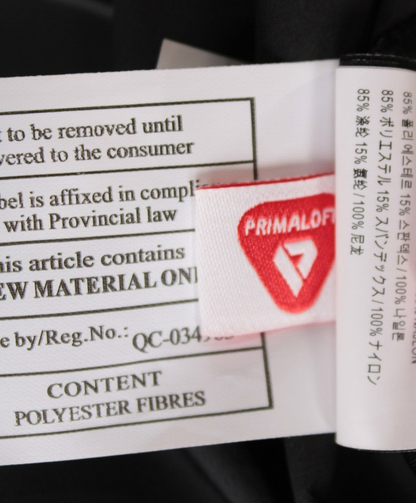 t to be removed until
vered to the consumer
bel is affixed in compli
with Provincial law
his article contains
EW MATERIAL ON
e by/Reg.No.: QC-034
CONTENT
POLYESTER FIBRES
PRIMALOFT
85% 폴리에스테르 15% 스판덱스 / 100% 나일론
85% ポリエステル 15% スパンデックス / 100% ナイロン
85% 涤纶 15% 氨纶 / 100% 尼龙